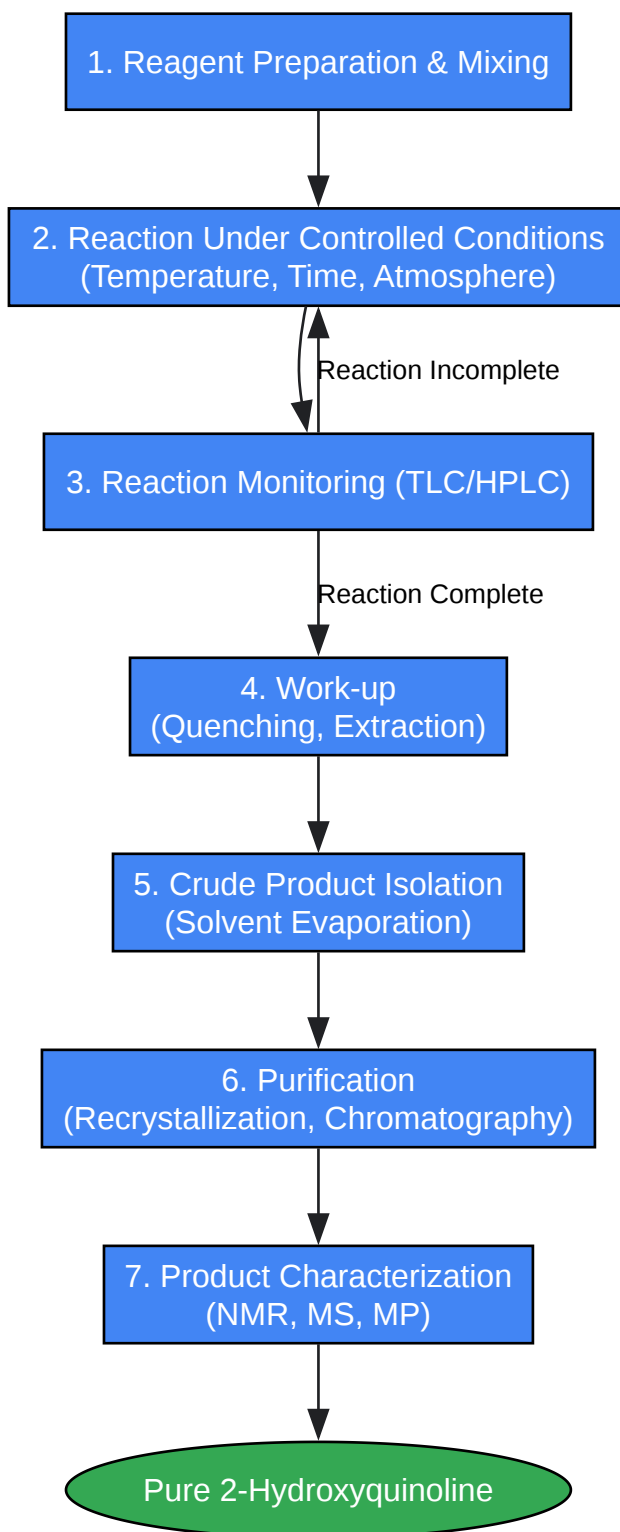 1. Reagent Preparation & Mixing
2. Reaction Under Controlled Conditions
(Temperature, Time, Atmosphere)
Reaction Incomplete
3. Reaction Monitoring (TLC/HPLC)
Reaction Complete
4. Work-up
(Quenching, Extraction)
5. Crude Product Isolation
(Solvent Evaporation)
6. Purification
(Recrystallization, Chromatography)
7. Product Characterization
(NMR, MS, MP)
Pure 2-Hydroxyquinoline